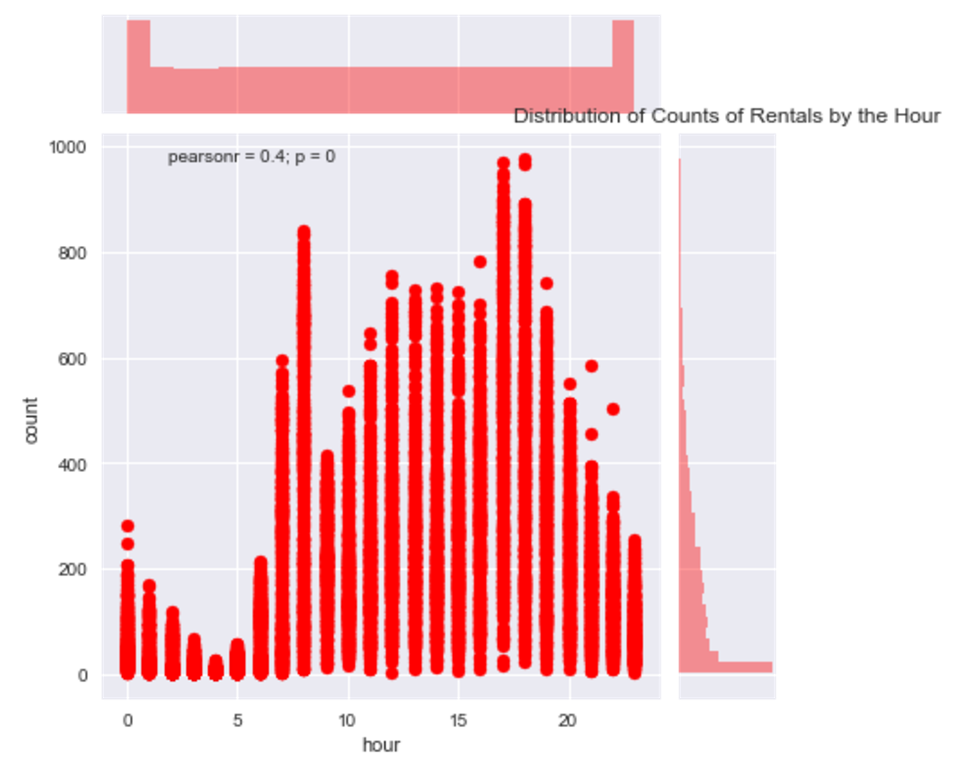 Distribution of Counts of Rentals by the Hour
pearsonr = 0.4; p = 0
1000
800
600
400
200
0
count
0 5 10 15 20
hour